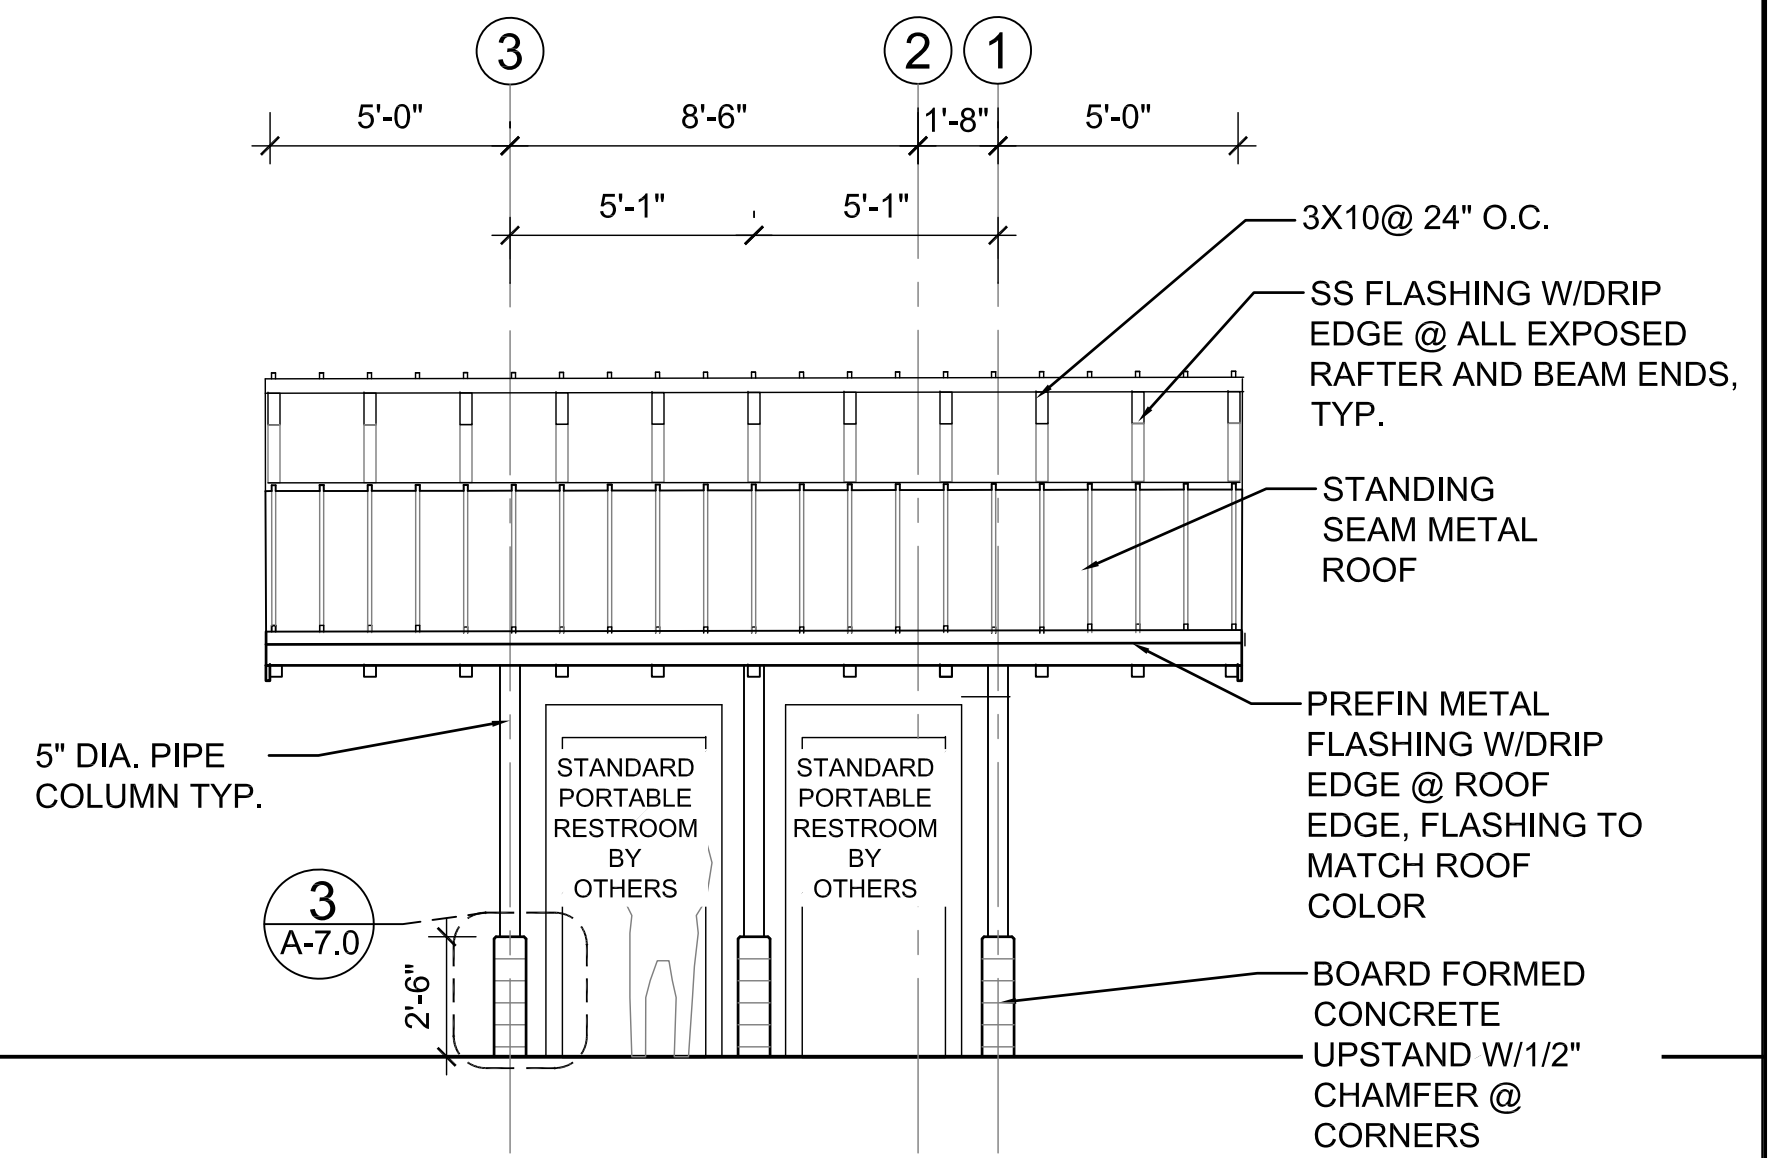 3
2
1
5'-0"
8'-6"
1'-8"
5'-0"
5'-1"
5'-1"
3X10@ 24" O.C.
SS FLASHING W/DRIP
EDGE @ ALL EXPOSED
RAFTER AND BEAM ENDS,
TYP.
STANDING
SEAM METAL
ROOF
PREFIN METAL
FLASHING W/DRIP
EDGE @ ROOF
EDGE, FLASHING TO
MATCH ROOF
COLOR
5" DIA. PIPE
COLUMN TYP.
STANDARD
PORTABLE
RESTROOM
BY
OTHERS
STANDARD
PORTABLE
RESTROOM
BY
OTHERS
3
A-7.0
2'-6"
BOARD FORMED
CONCRETE
UPSTAND W/1/2"
CHAMFER @
CORNERS